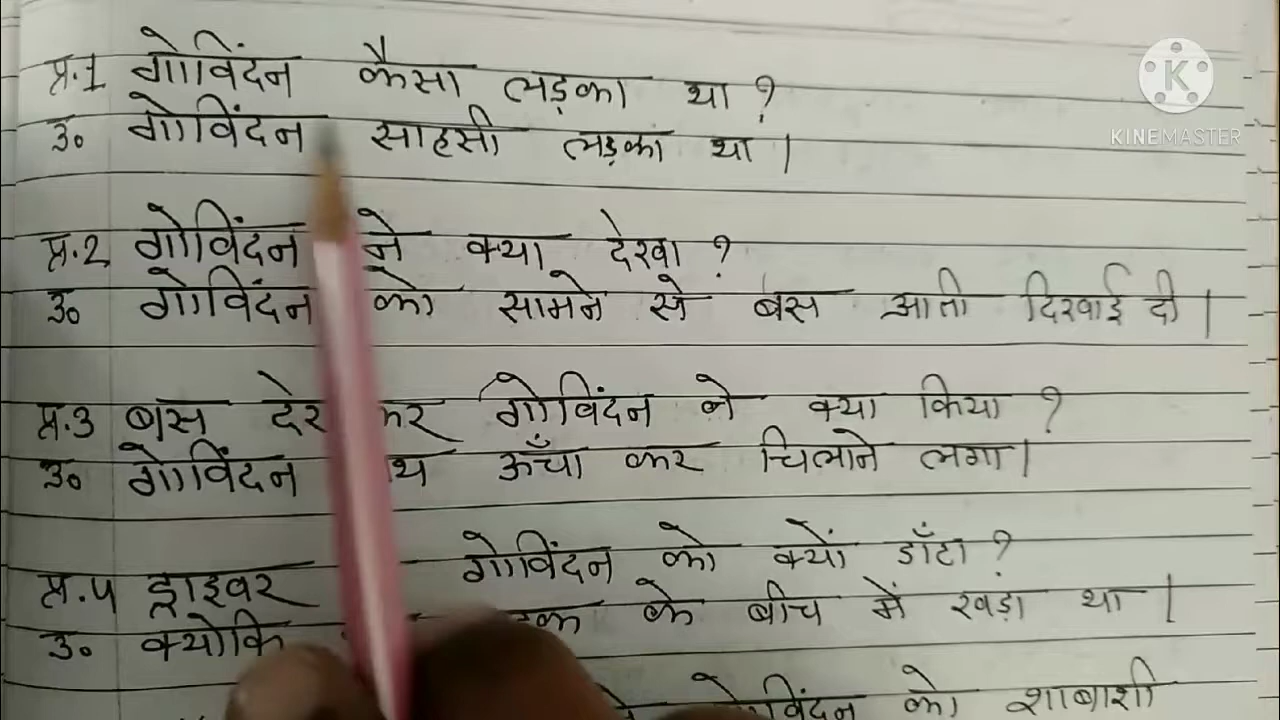 प्र.1 गोविंदन कैसा लड़का था ?
उ० गोविंदन साहसी लड़का था |
प्र.2 गोविंदन ने क्या देखा ?
उ० गोविंदन को सामने से बस आती दिखाई दी |
प्र.3 बस गोविंदन ने क्या किया ?
उ० गोविंदन ऊँचा कर चिलाने लगा |
प्र.4 ड्राइवर गोविंदन को क्यों डाँटा ?
उ० क्योकि के बीच में खड़ा था |
गोविंदन को शाबाशी
K
KINEMASTER